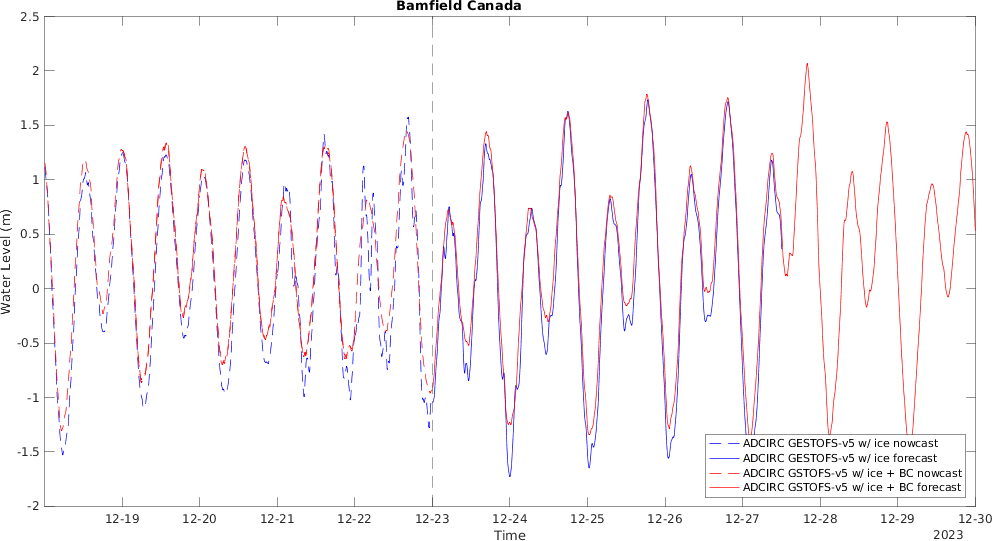 Bamfield Canada
2.5
2
1.5
1
0.5
0
-0.5
-1
-1.5
-2
Water Level (m)
ADCIRC GESTOFS-v5 w/ ice nowcast
ADCIRC GESTOFS-v5 w/ ice forecast
ADCIRC GSTOFS-v5 w/ ice + BC nowcast
ADCIRC GSTOFS-v5 w/ ice + BC forecast
12-19 12-20 12-21 12-22 12-23 12-24 12-25 12-26 12-27 12-28 12-29 12-30
Time
2023